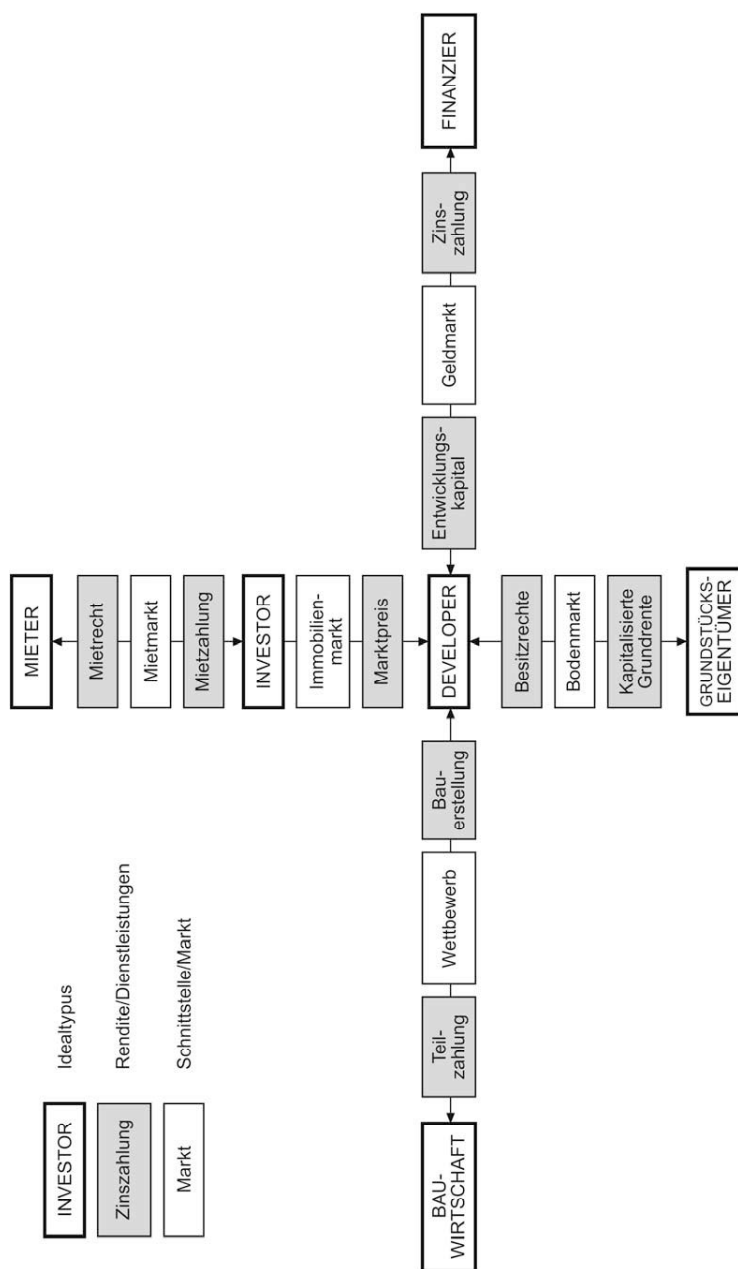 INVESTOR
Idealtypus
Zinszahlung
Rendite/Dienstleistungen
Markt
Schnittstelle/Markt
MIETER
Mietrecht
Mietmarkt
Mietzahlung
INVESTOR
Immobilien-
markt
Marktpreis
BAU-
WIRTSCHAFT
Teil-
zahlung
Wettbewerb
Bau-
erstellung
DEVELOPER
Entwicklungs-
kapital
Geldmarkt
Zins-
zahlung
FINANZIER
Besitzrechte
Bodenmarkt
Kapitalisierte
Grundrente
GRUNDSTÜCKS-
EIGENTÜMER